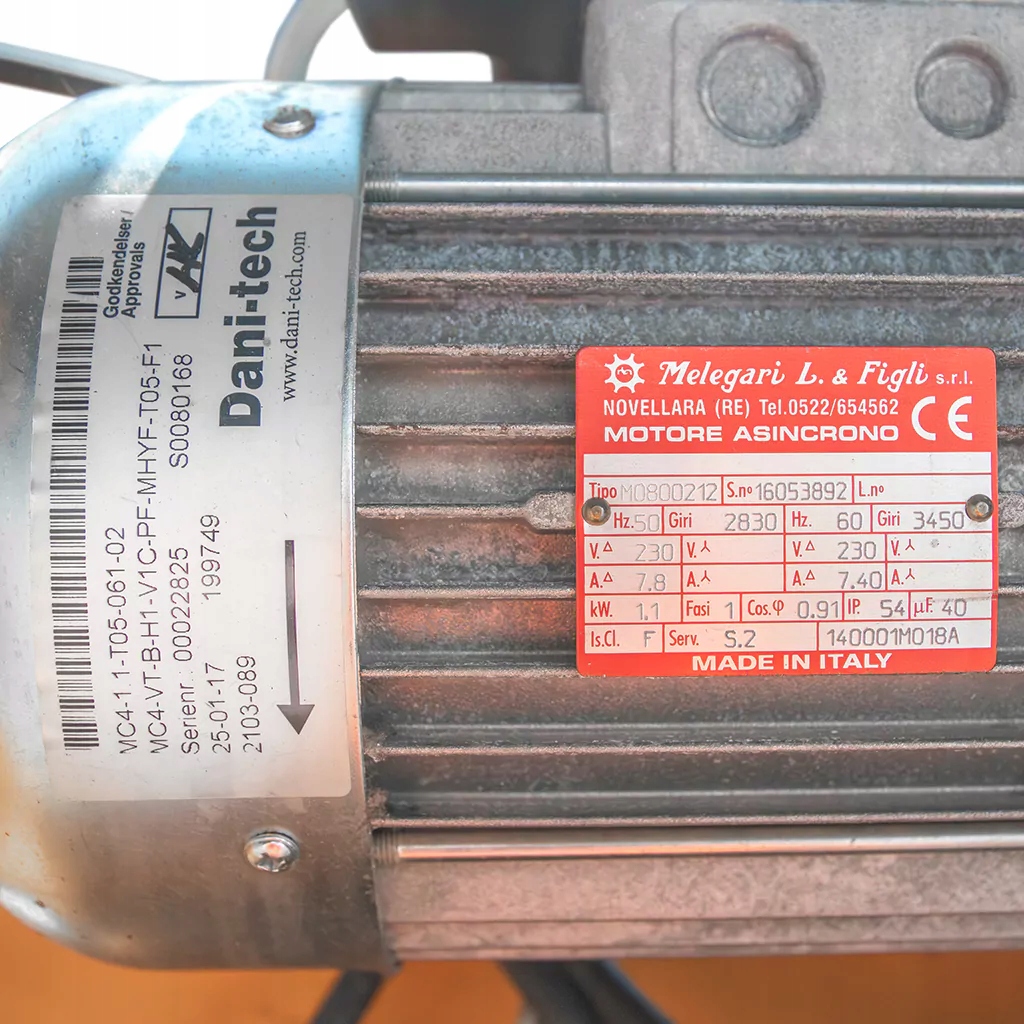 Godkendelser/
Approvals
VHK
Dani-tech
www.dani-tech.com
MC4-1.1-T05-061-02
MC4-VT-B-H1-V1C-PF-MHYF-T05-F1
Serienr.: 000222825 S0080168
25-01-17 199749
2103-089
Melegari L. & Figli s.r.l.
NOVELLARA (RE) Tel.0522/654562 CE
MOTORE ASINCRONO
Tipo M0800212 S.nº 16053892 L.nº
Hz. 50 Giri 2830 Hz. 60 Giri 3450
V.Δ 230 V.⅄ V.Δ 230 V.⅄
A.Δ 7.8 A.⅄ A.Δ 7.40 A.⅄
kW. 1.1 Fasi 1 Cos.φ 0.91 IP. 54 µF. 40
Is.Cl. F Serv. S.2 140001M018A
MADE IN ITALY